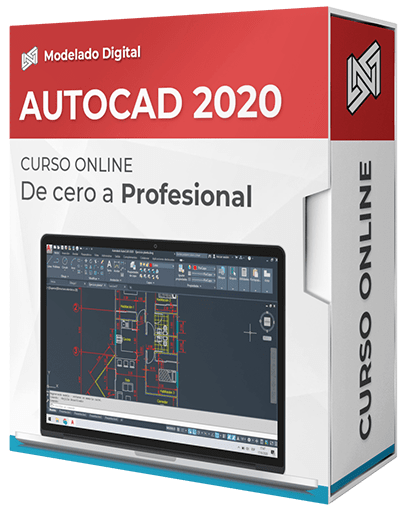 Modelado Digital
AUTOCAD 2020
CURSO ONLINE
De cero a Profesional
CURSO ONLINE